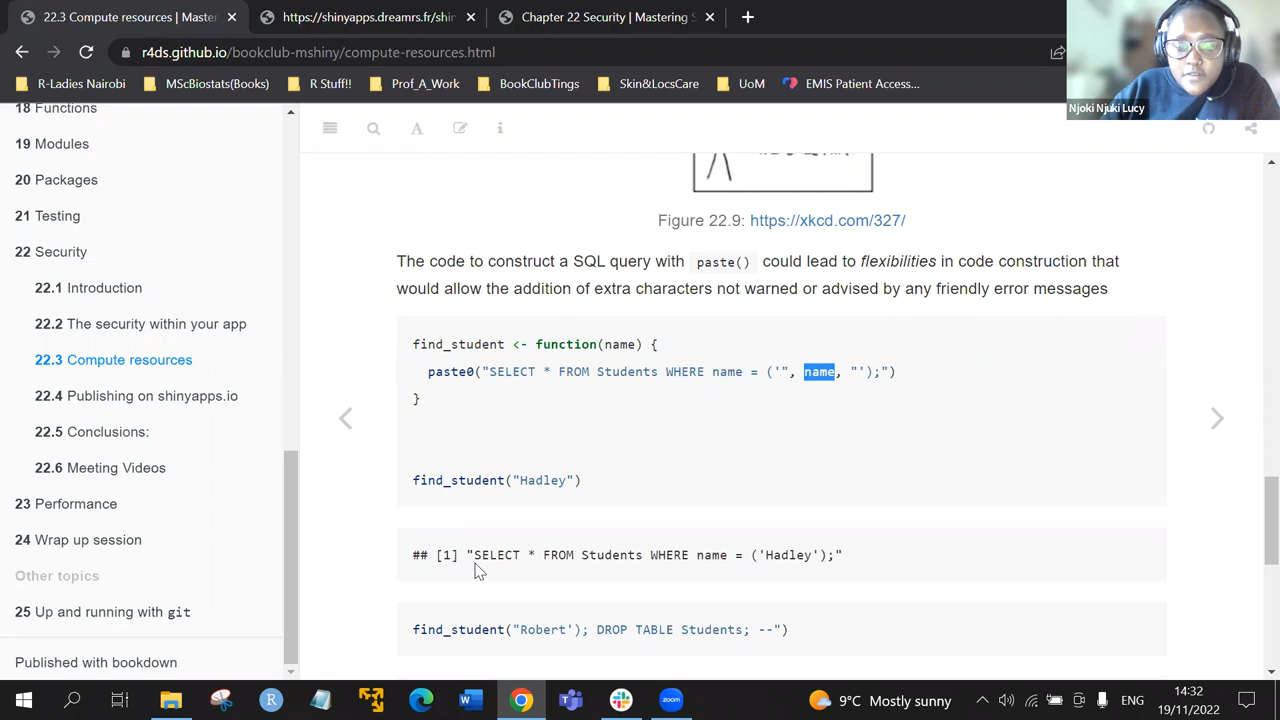 22.3 Compute resources | Master
https://shinyapps.dreamrs.fr/shin
Chapter 22 Security | Mastering S
r4ds.github.io/bookclub-mshiny/compute-resources.html
R-Ladies Nairobi
MScBiostats(Books)
R Stuff!!
Prof_A_Work
BookClubTings
Skin&LocsCare
UoM
EMIS Patient Access...
Njoki Njuki Lucy
18 Functions
19 Modules
20 Packages
21 Testing
22 Security
22.1 Introduction
22.2 The security within your app
22.3 Compute resources
22.4 Publishing on shinyapps.io
22.5 Conclusions:
22.6 Meeting Videos
23 Performance
24 Wrap up session
Other topics
25 Up and running with git
Published with bookdown
Figure 22.9: https://xkcd.com/327/
The code to construct a SQL query with paste() could lead to flexibilities in code construction that
would allow the addition of extra characters not warned or advised by any friendly error messages
find_student <- function(name) {
paste0("SELECT * FROM Students WHERE name = ('", name, "');")
}
find_student("Hadley")
## [1] "SELECT * FROM Students WHERE name = ('Hadley');"
find_student("Robert'); DROP TABLE Students; --")
9°C Mostly sunny
ENG
14:32
19/11/2022